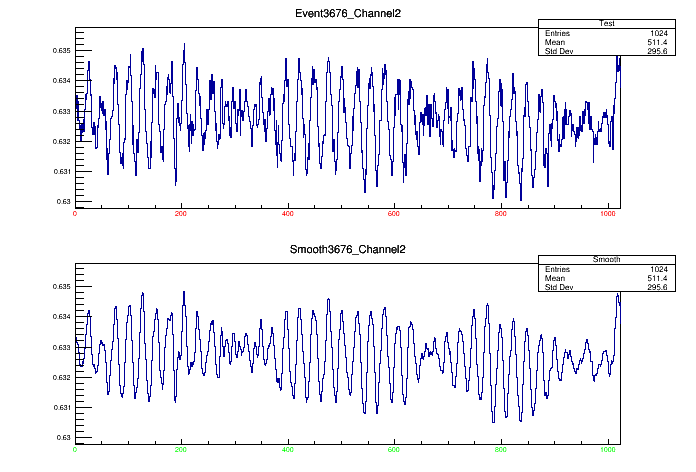 Event3676_Channel2
Test
Entries 1024
Mean 511.4
Std Dev 295.6
0.635
0.634
0.633
0.632
0.631
0.63
0 200 400 600 800 1000
Smooth3676_Channel2
Smooth
Entries 1024
Mean 511.4
Std Dev 295.6
0.635
0.634
0.633
0.632
0.631
0.63
0 200 400 600 800 1000